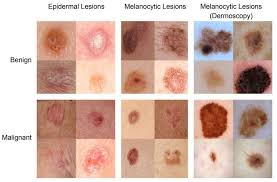 Epidermal Lesions
Melanocytic Lesions
Melanocytic Lesions
(Dermoscopy)
Benign
Malignant